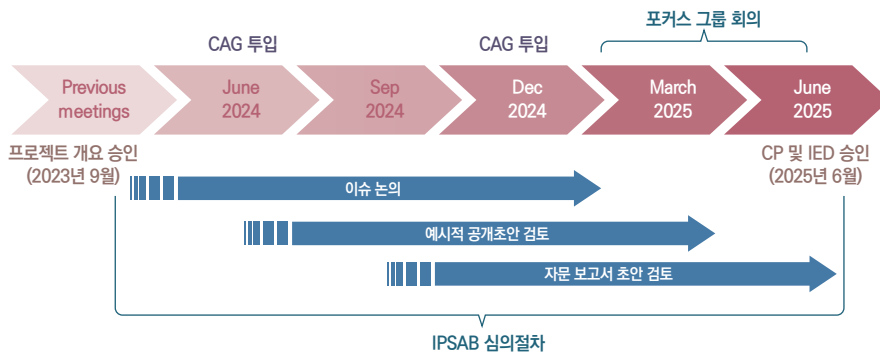 포커스 그룹 회의
CAG 투입
CAG 투입
Previous
meetings
June
2024
Sep
2024
Dec
2024
March
2025
June
2025
프로젝트 개요 승인
(2023년 9월)
CP 및 IED 승인
(2025년 6월)
이슈 논의
예시적 공개초안 검토
자문 보고서 초안 검토
IPSAB 심의절차